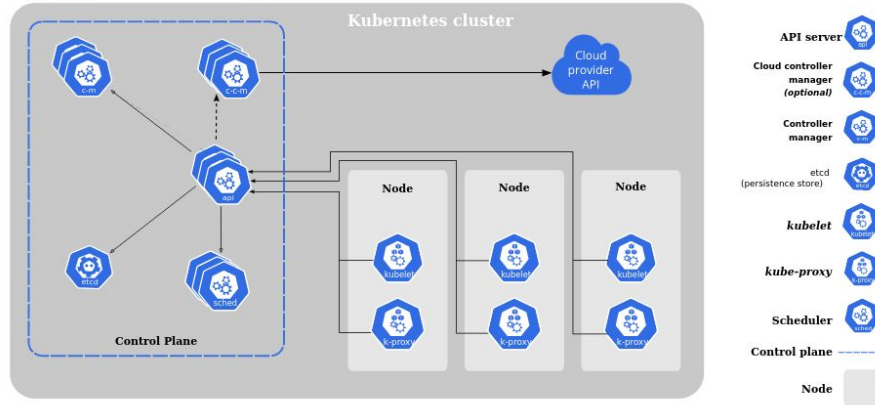 Kubernetes cluster
c-m
c-c-m
Cloud
provider
API
api
etcd
sched
Control Plane
Node
kubelet
k-proxy
Node
kubelet
k-proxy
Node
kubelet
k-proxy
API server
api
Cloud controller
manager
(optional)
c-c-m
Controller
manager
c-m
etcd
(persistence store)
etcd
kubelet
kubelet
kube-proxy
k-proxy
Scheduler
sched
Control plane
Node